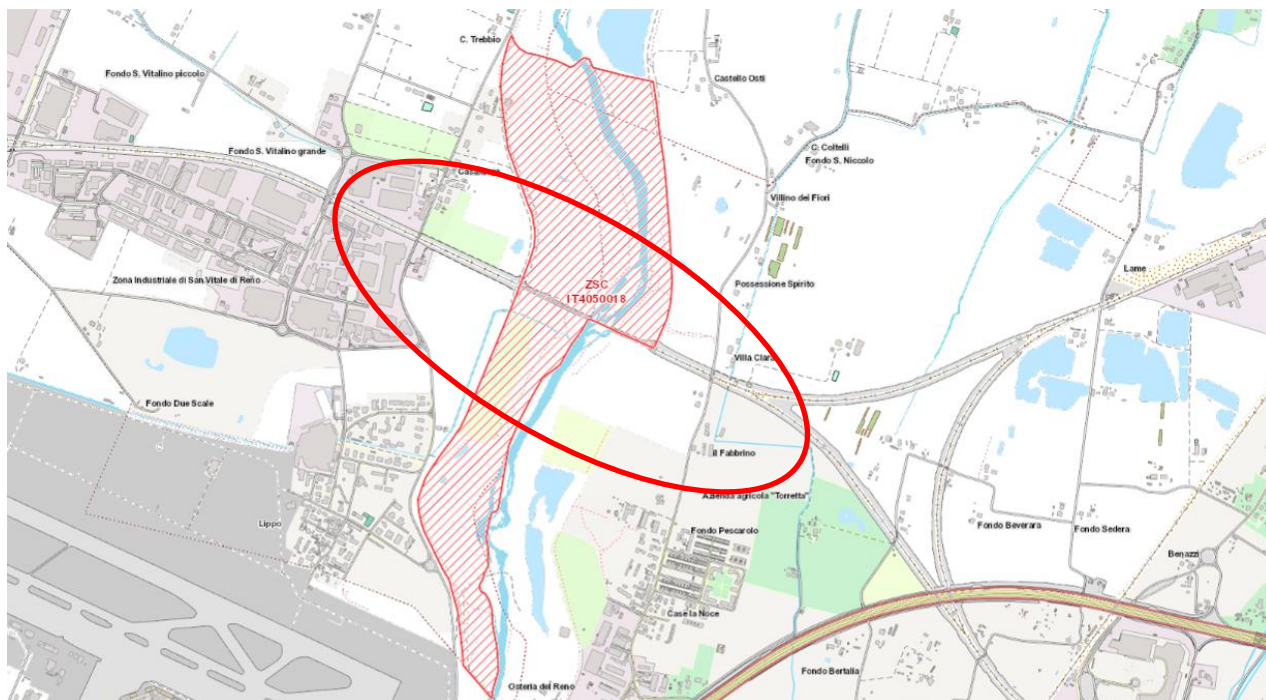 C. Trebbio
Fondo S. Vitalino piccolo
Castello Osti
Fondo S. Vitalino grande
C. Coltelli
Fondo S. Niccolo
Villino dei Fiori
Lame
Zona Industriale di San Vitale di Reno
ZSC
IT4050018
Possessione Spirito
Villa Clara
Fondo Due Scale
il Fabbrino
Azienda agricola "Torretta"
Lippo
Fondo Pescarolo
Fondo Beverara
Fondo Sedera
Benazzi
Case la Noce
Fondo Bertalia
Osteria del Reno